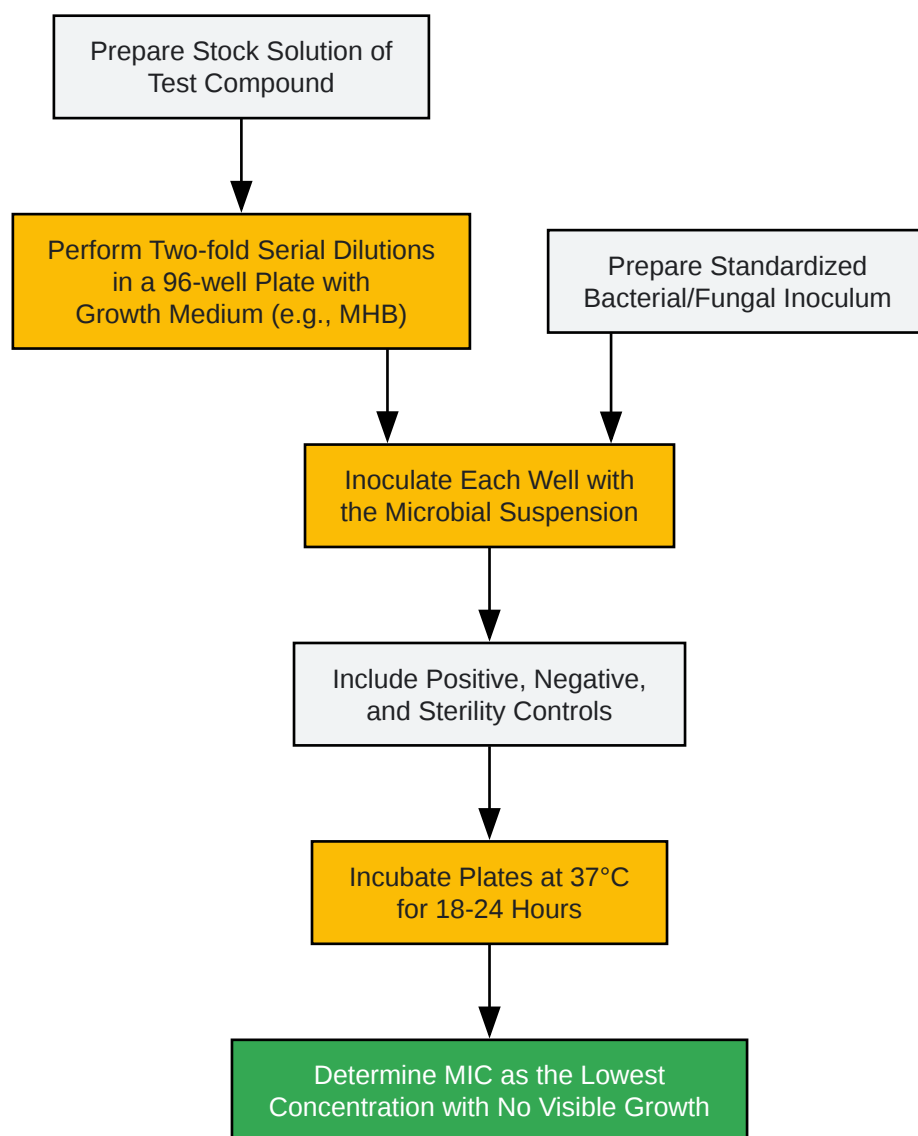 Prepare Stock Solution of
Test Compound
Perform Two-fold Serial Dilutions
in a 96-well Plate with
Growth Medium (e.g., MHB)
Prepare Standardized
Bacterial/Fungal Inoculum
Inoculate Each Well with
the Microbial Suspension
Include Positive, Negative,
and Sterility Controls
Incubate Plates at 37°C
for 18-24 Hours
Determine MIC as the Lowest
Concentration with No Visible Growth